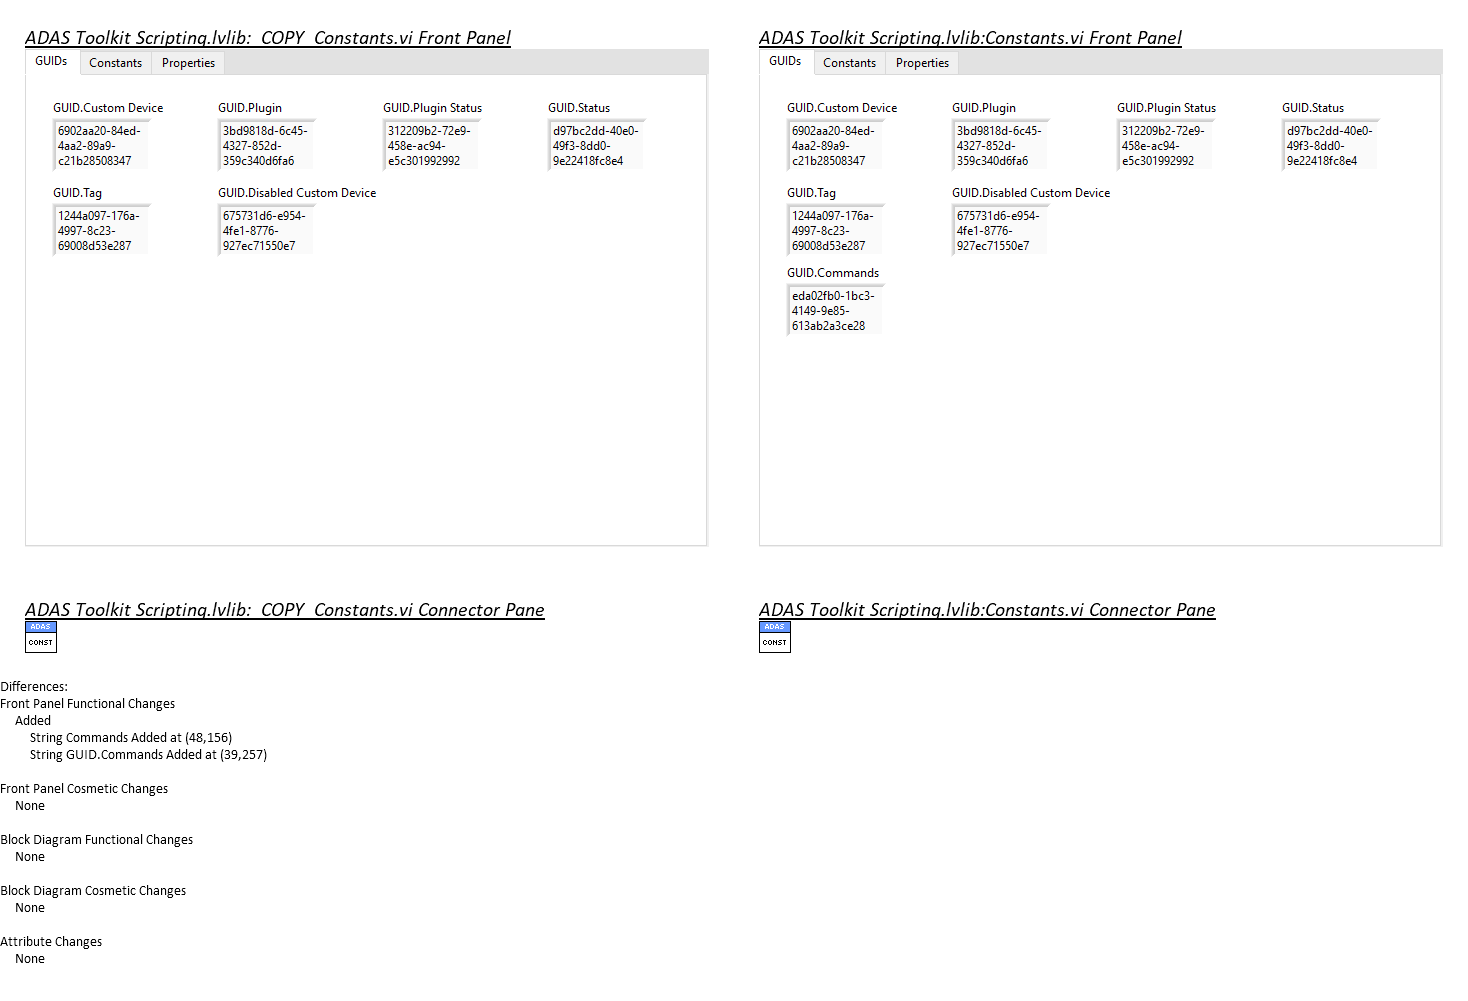 ADAS Toolkit Scripting.lvlib:_COPY_Constants.vi Front Panel
GUIDs Constants Properties
GUID.Custom Device GUID.Plugin GUID.Plugin Status GUID.Status
6902aa20-84ed- 3bd9818d-6c45- 312209b2-72e9- d97bc2dd-40e0-
4aa2-89a9- 4327-852d- 458e-ac94- 49f3-8dd0-
c21b28508347 359c340d6fa6 e5c301992992 9e22418fc8e4
GUID.Tag GUID.Disabled Custom Device
1244a097-176a- 675731d6-e954-
4997-8c23- 4fe1-8776-
69008d53e287 927ec71550e7
ADAS Toolkit Scripting.lvlib:Constants.vi Front Panel
GUIDs Constants Properties
GUID.Custom Device GUID.Plugin GUID.Plugin Status GUID.Status
6902aa20-84ed- 3bd9818d-6c45- 312209b2-72e9- d97bc2dd-40e0-
4aa2-89a9- 4327-852d- 458e-ac94- 49f3-8dd0-
c21b28508347 359c340d6fa6 e5c301992992 9e22418fc8e4
GUID.Tag GUID.Disabled Custom Device
1244a097-176a- 675731d6-e954-
4997-8c23- 4fe1-8776-
69008d53e287 927ec71550e7
GUID.Commands
eda02fb0-1bc3-
4149-9e85-
613ab2a3ce28
ADAS Toolkit Scripting.lvlib:_COPY_Constants.vi Connector Pane
ADAS
CONST
ADAS Toolkit Scripting.lvlib:Constants.vi Connector Pane
ADAS
CONST
Differences:
Front Panel Functional Changes
Added
String Commands Added at (48,156)
String GUID.Commands Added at (39,257)
Front Panel Cosmetic Changes
None
Block Diagram Functional Changes
None
Block Diagram Cosmetic Changes
None
Attribute Changes
None